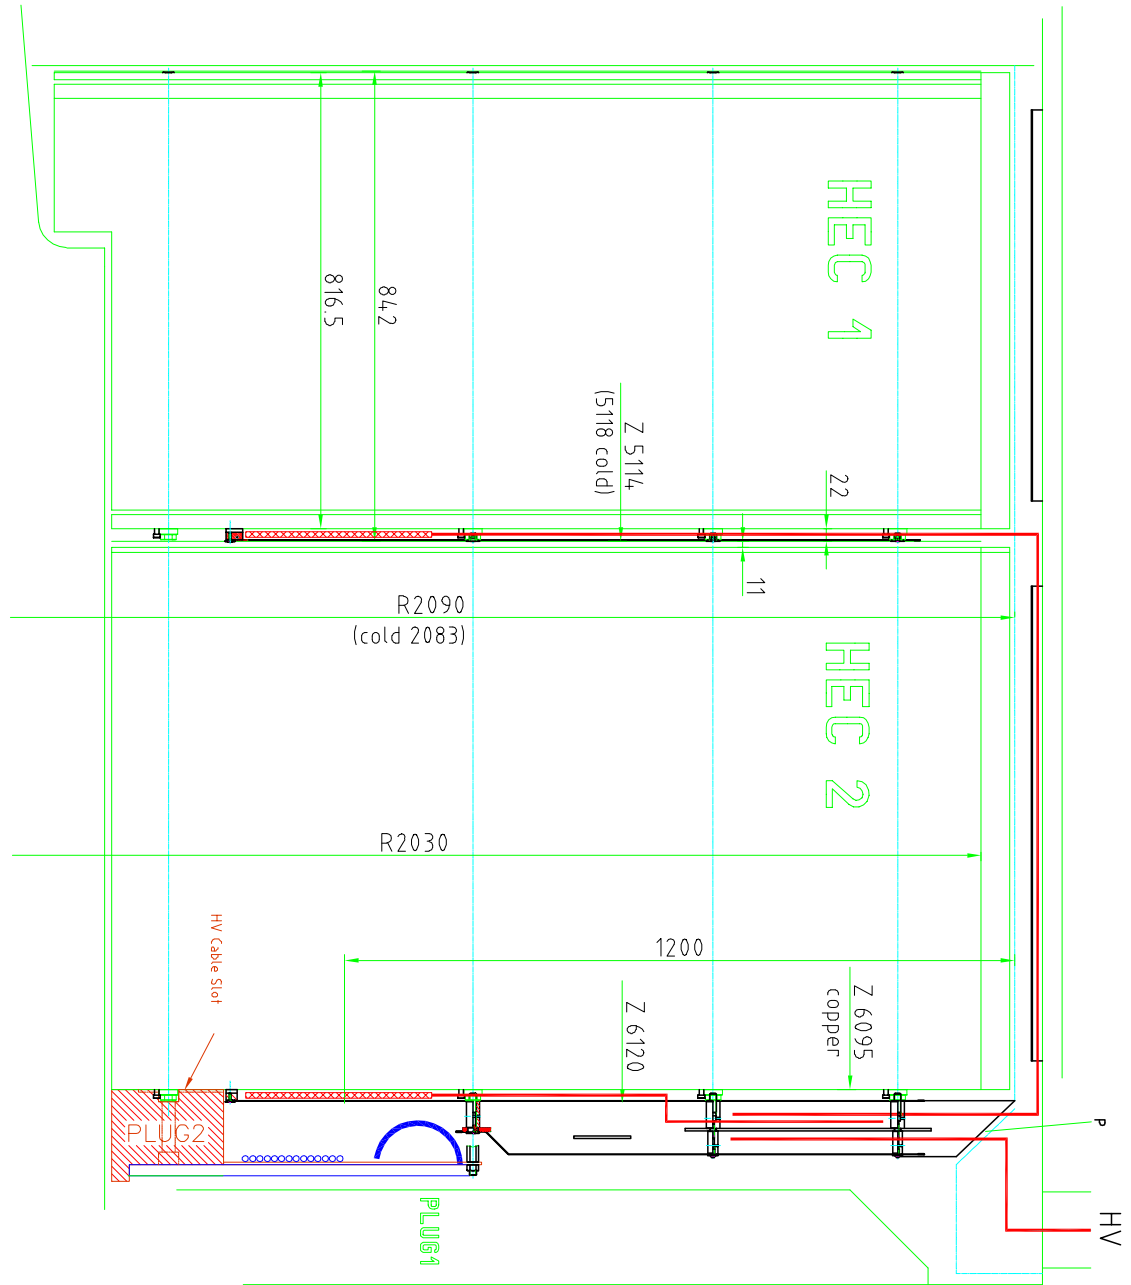 HEC 1
816.5
842
Z 5114
(5118 cold)
22
11
R2090
(cold 2083)
HEC 2
R2030
1200
HV Cable Slot
Z 6120
Z 6095
copper
PLUG2
P
PLUG1
HV